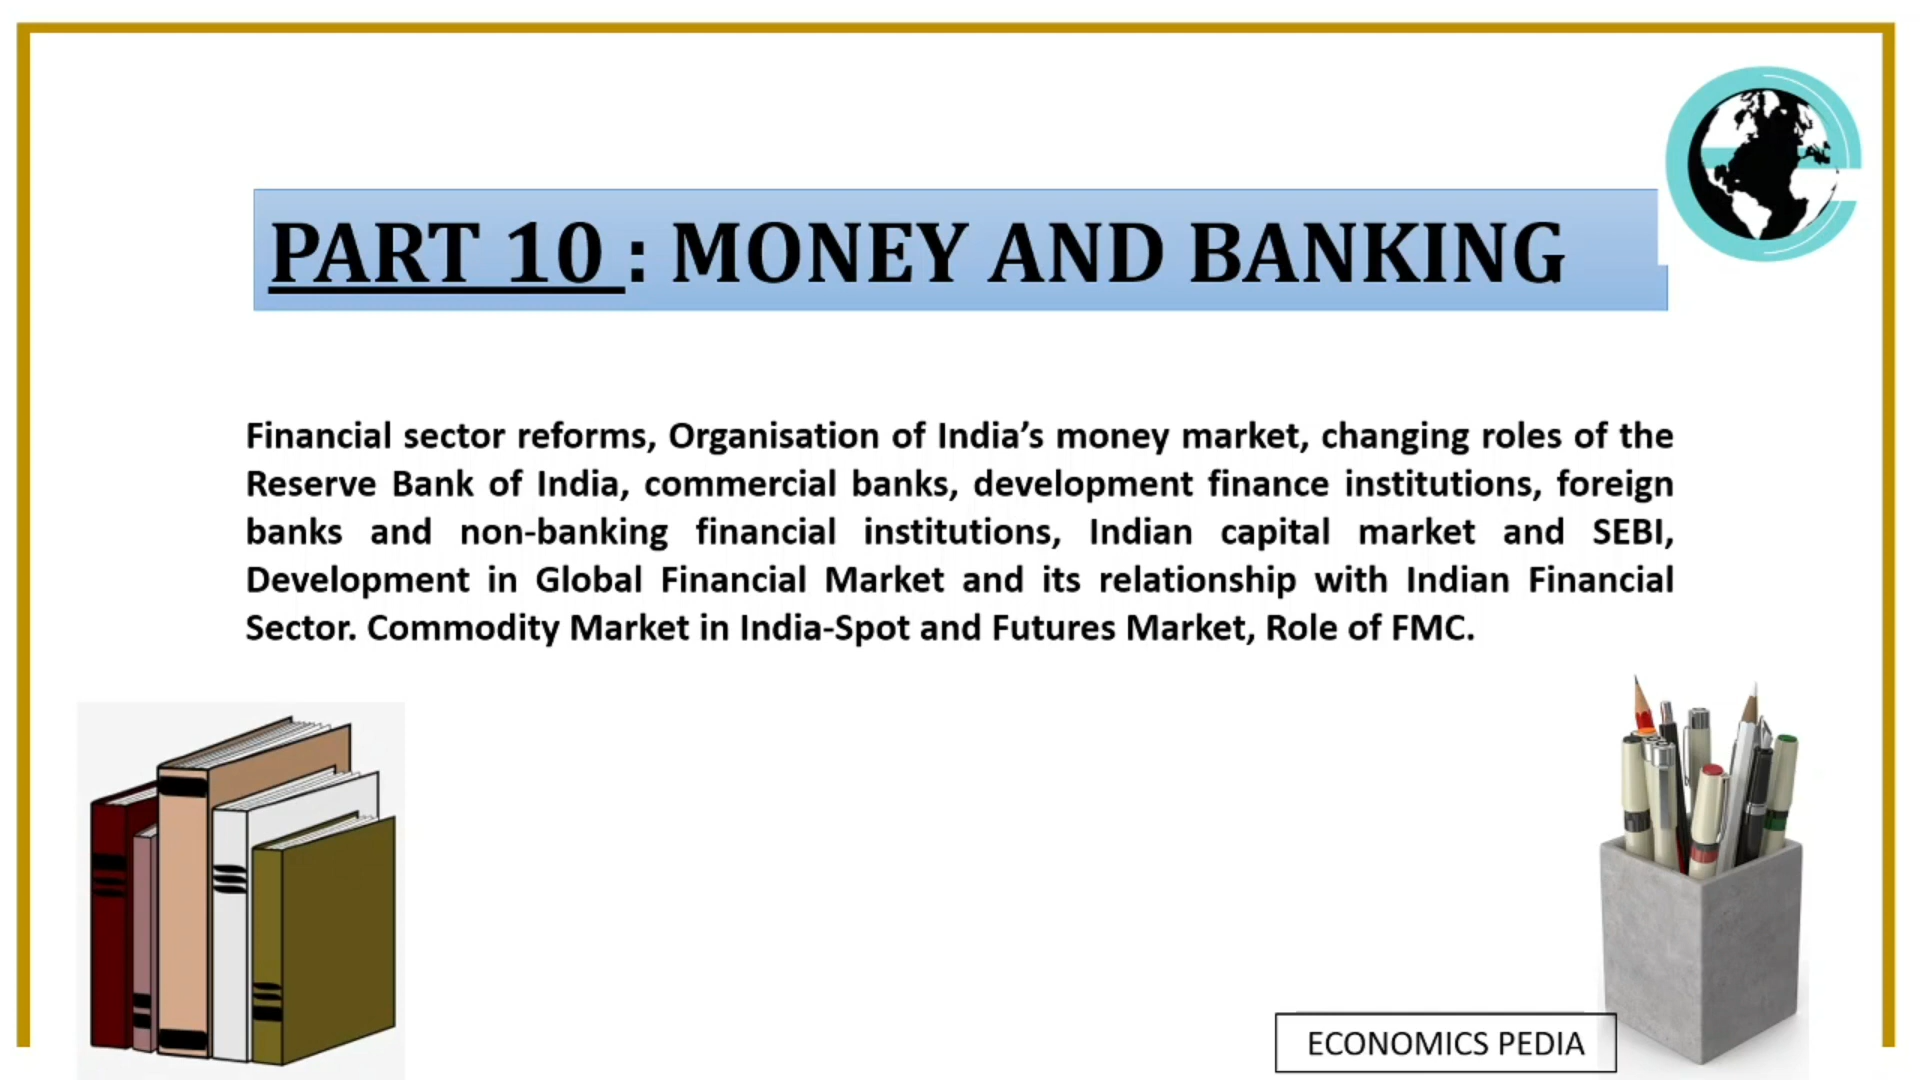 PART 10 : MONEY AND BANKING
Financial sector reforms, Organisation of India’s money market, changing roles of the
Reserve Bank of India, commercial banks, development finance institutions, foreign
banks and non-banking financial institutions, Indian capital market and SEBI,
Development in Global Financial Market and its relationship with Indian Financial
Sector. Commodity Market in India-Spot and Futures Market, Role of FMC.
ECONOMICS PEDIA